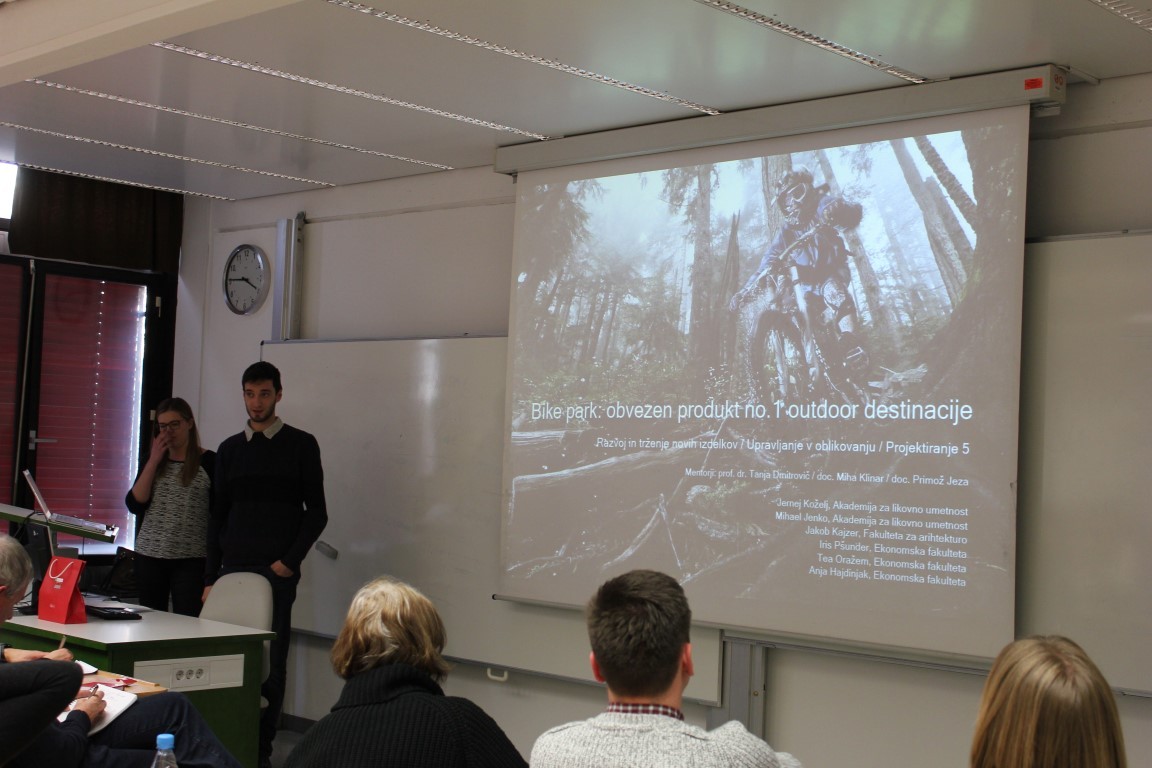 Bike park: obvezen produkt no.1 outdoor destinacije
Razvoj in trženje novih izdelkov / Upravljanje v oblikovanju / Projektiranje 5
Mentorji: prof. dr. Tanja Dmitrovič / doc. Miha Klinar / doc. Primož Jeza
Jernej Koželj, Akademija za likovno umetnost
Mihael Jenko, Akademija za likovno umetnost
Jakob Kajzer, Fakulteta za arihtekturo
Iris Pšunder, Ekonomska fakulteta
Tea Oražem, Ekonomska fakulteta
Anja Hajdinjak, Ekonomska fakulteta